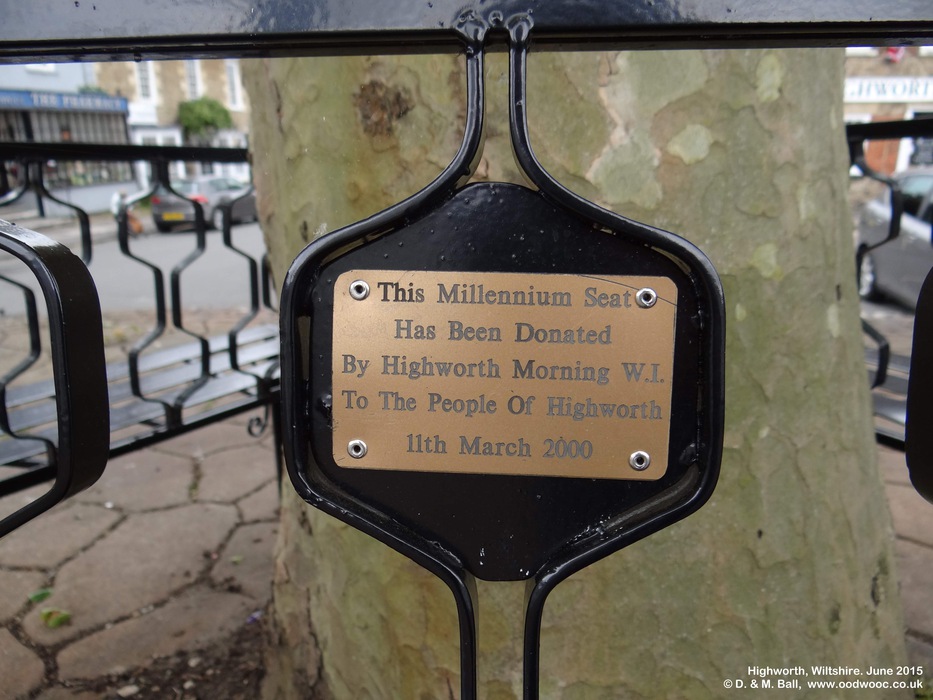 THE PHARMACY
GHWORT
This Millennium Seat
Has Been Donated
By Highworth Morning W.I.
To The People Of Highworth
11th March 2000
Highworth, Wiltshire. June 2015
© D. & M. Ball, www.oodwooc.co.uk